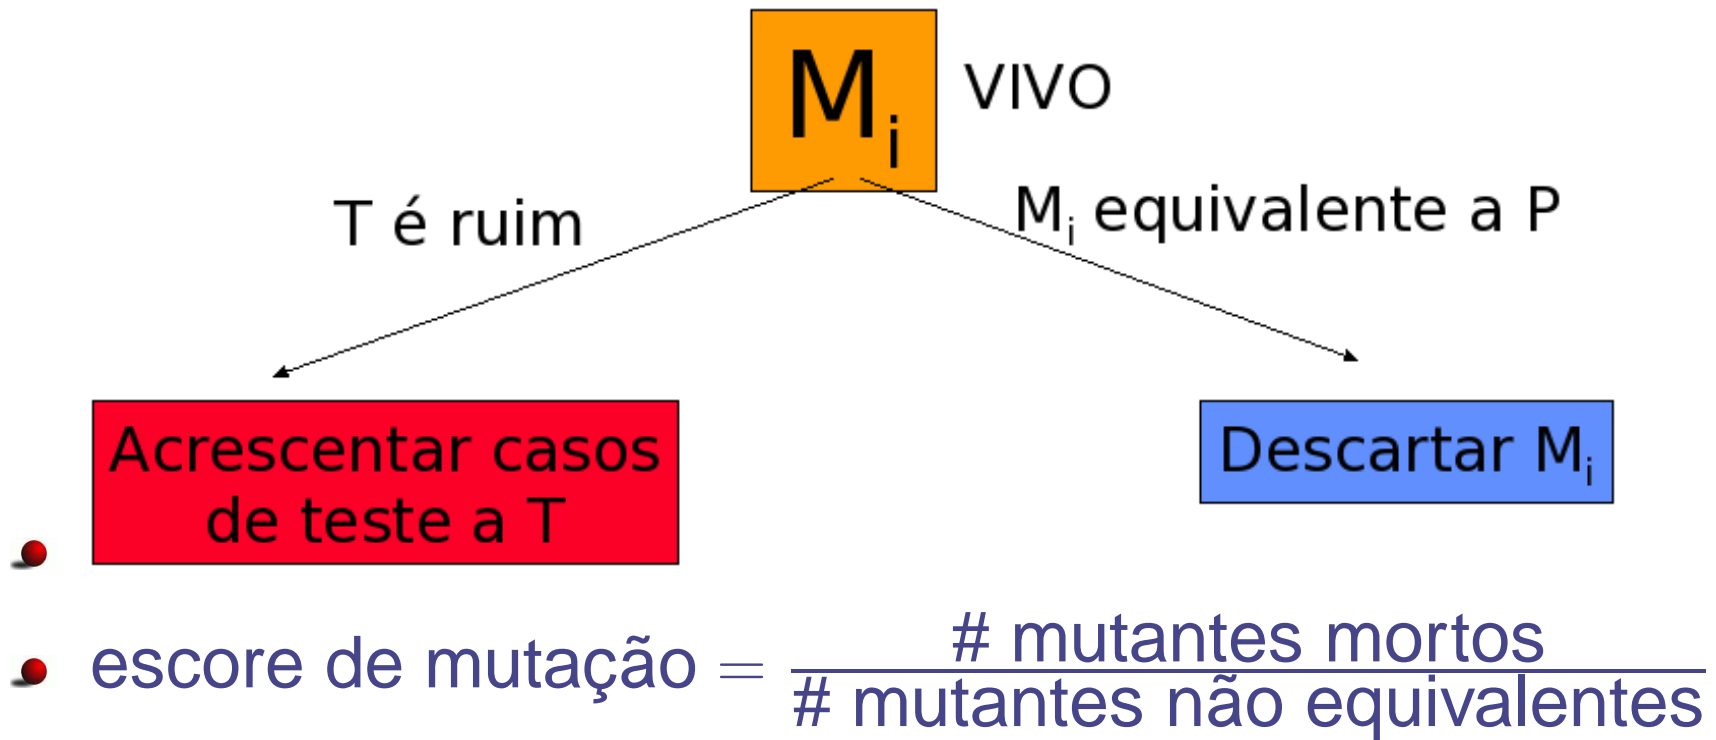 Mi VIVO
T é ruim
Mi equivalente a P
Acrescentar casos
de teste a T
Descartar Mi
escore de mutação = # mutantes mortos
# mutantes não equivalentes